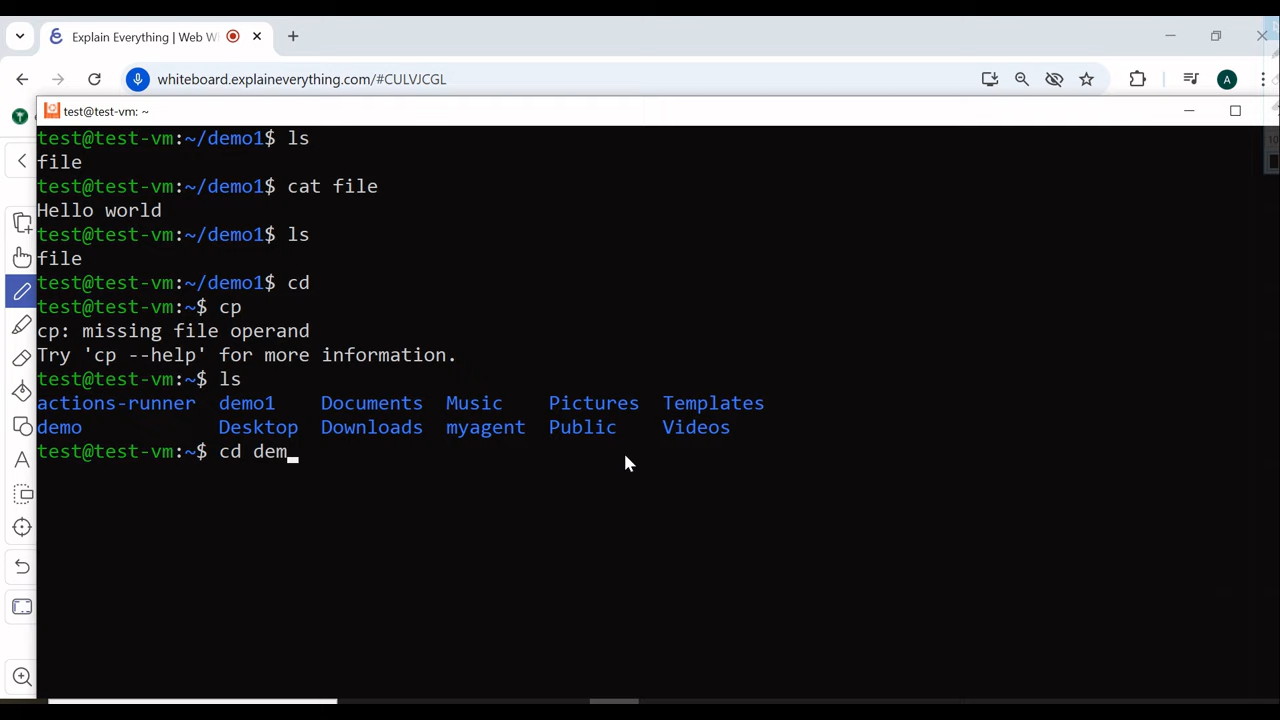 Explain Everything | Web W
whiteboard.explaineverything.com/#CULVJCGL
A
test@test-vm: ~
test@test-vm:~/demo1$ ls
file
test@test-vm:~/demo1$ cat file
Hello world
test@test-vm:~/demo1$ ls
file
test@test-vm:~/demo1$ cd
test@test-vm:~$ cp
cp: missing file operand
Try 'cp --help' for more information.
test@test-vm:~$ ls
actions-runner demo1 Documents Music Pictures Templates
demo Desktop Downloads myagent Public Videos
test@test-vm:~$ cd dem_